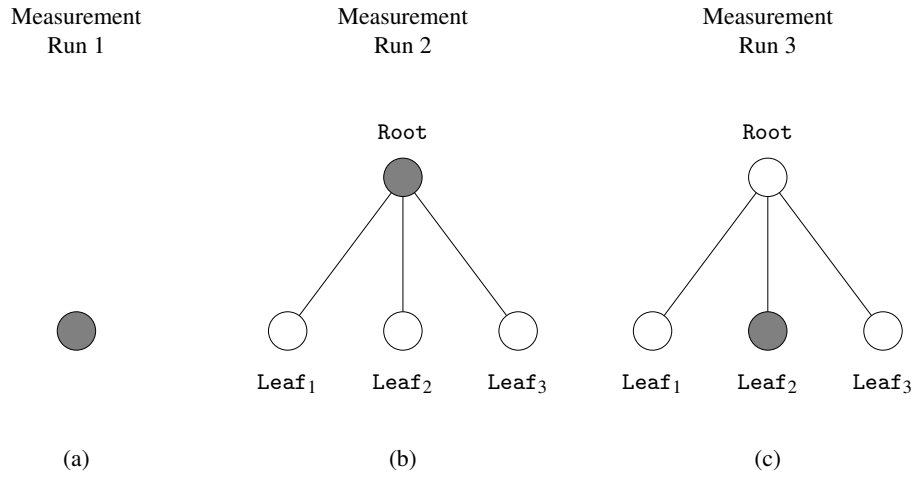 Measurement
Run 1
Measurement
Run 2
Measurement
Run 3
Root
Root
Leaf₁
Leaf₂
Leaf₃
Leaf₁
Leaf₂
Leaf₃
(a)
(b)
(c)